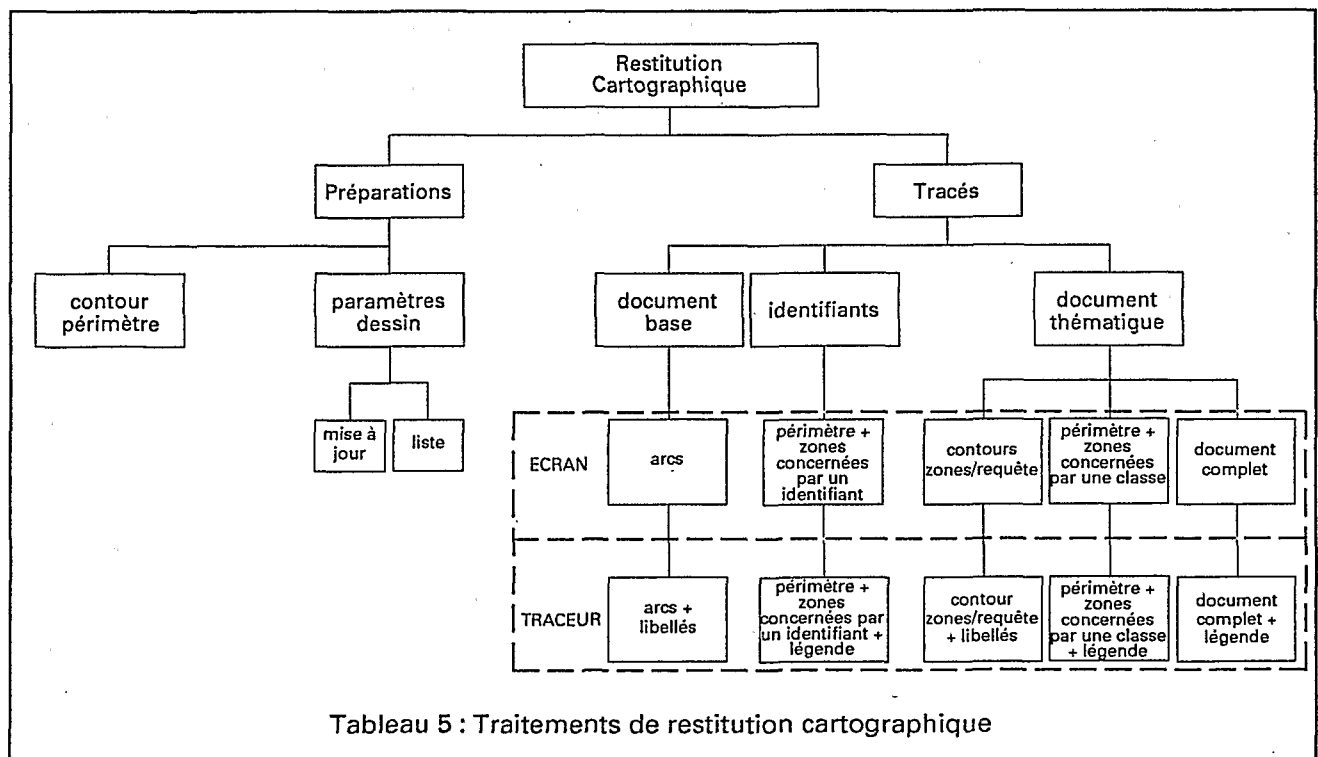 Restitution
Cartographique
Préparations
Tracés
contour
périmètre
paramètres
dessin
document
base
identifiants
document
thématique
mise à
jour
liste
ECRAN
arcs
périmètre +
zones
concernées
par un
identifiant
contours
zones/requête
périmètre +
zones
concernées
par une classe
document
complet
TRACEUR
arcs +
libellés
périmètre +
zones
concernées par
un identifiant +
légende
contour
zones/requête
+ libellés
périmètre +
zones
concernées
par une classe
+ légende
document
complet +
légende
Tableau 5 : Traitements de restitution cartographique